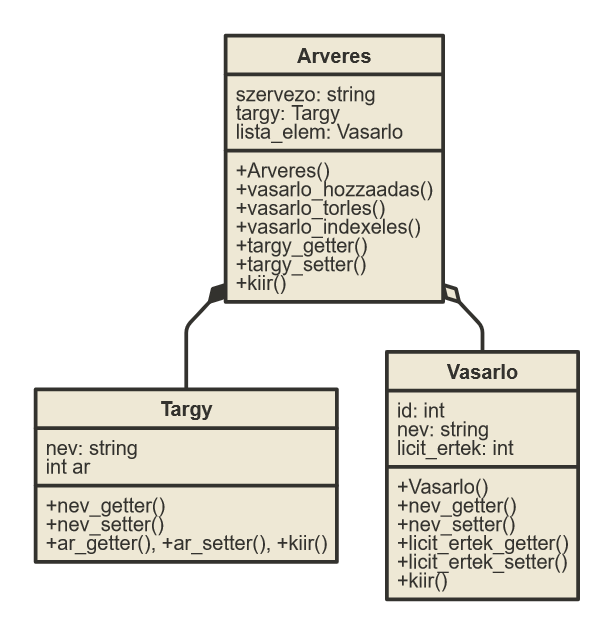 Arveres
szervezo: string
targy: Targy
lista_elem: Vasarlo
+Arveres()
+vasarlo_hozzaadas()
+vasarlo_torles()
+vasarlo_indexeles()
+targy_getter()
+targy_setter()
+kiir()
Targy
nev: string
int ar
+nev_getter()
+nev_setter()
+ar_getter(), +ar_setter(), +kiir()
Vasarlo
id: int
nev: string
licit_ertek: int
+Vasarlo()
+nev_getter()
+nev_setter()
+licit_ertek_getter()
+licit_ertek_setter()
+kiir()